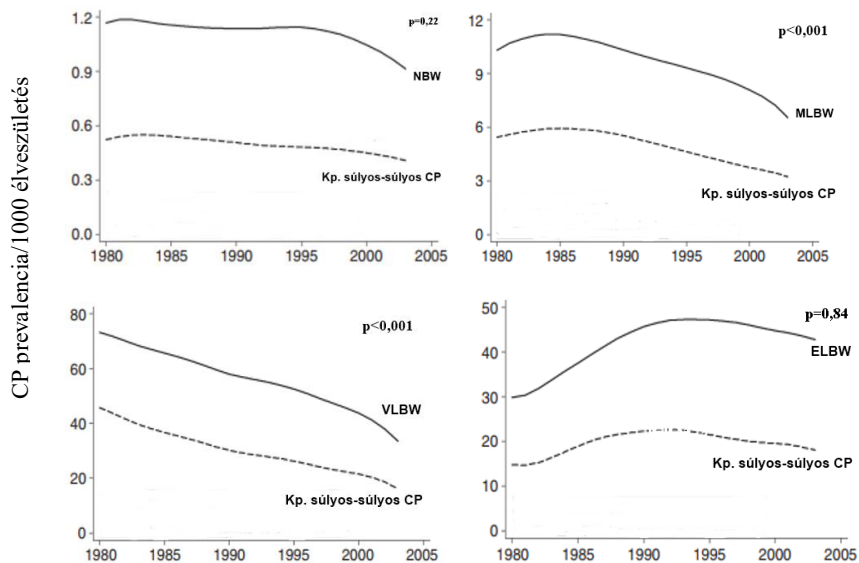 CP prevalencia/1000 élveszületés
1.2
0.9
0.6
0.3
0.0
p=0,22
NBW
Kp. súlyos-súlyos CP
1980 1985 1990 1995 2000 2005
12
9
6
3
0
p<0,001
MLBW
Kp. súlyos-súlyos CP
1980 1985 1990 1995 2000 2005
80
60
40
20
0
p<0,001
VLBW
Kp. súlyos-súlyos CP
1980 1985 1990 1995 2000 2005
50
40
30
20
10
0
p=0,84
ELBW
Kp. súlyos-súlyos CP
1980 1985 1990 1995 2000 2005